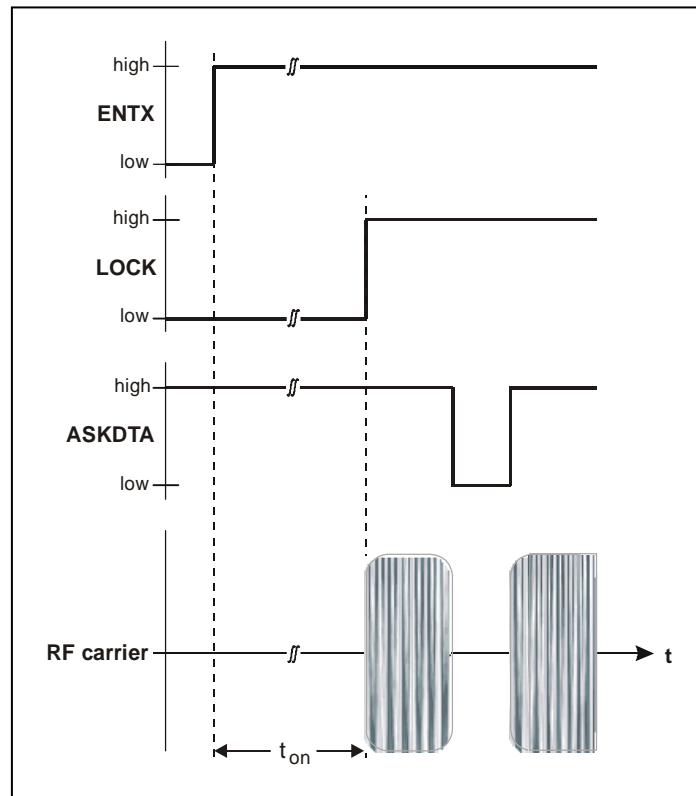 high
ENTX
low
high
LOCK
low
high
ASKDTA
low
RF carrier
t
t on